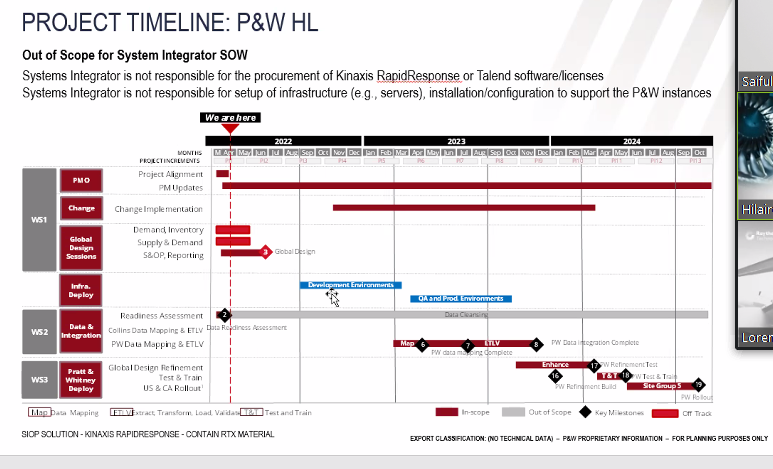 PROJECT TIMELINE: P&W HL
Out of Scope for System Integrator SOW
Systems Integrator is not responsible for the procurement of Kinaxis RapidResponse or Talend software/licenses
Systems Integrator is not responsible for setup of infrastructure (e.g., servers), installation/configuration to support the P&W instances
We are here
2022 2023 2024
MONTHS M Apr May Jun Jul Aug Sep Oct Nov Dec Jan Feb Mar Apr May Jun Jul Aug Sep Oct Nov Dec Jan Feb Mar Apr May Jun Jul Aug Sep Oct
PROJECT INCREMENTS PI2 PI3 PI4 PI5 PI6 PI7 PI8 PI9 PI10 PI11 PI12 PI13
WS1
PMO
Project Alignment
PM Updates
Change
Change Implementation
Global Design Sessions
Demand, Inventory
Supply & Demand
S&OP, Reporting
3 Global Design
Infra. Deploy
Development Environments
QA and Prod. Environments
WS2
Data & Integration
Readiness Assessment 2 Data Cleansing
Collins Data Mapping & ETLV Data Readiness Assessment
PW Data Mapping & ETLV Map 6 7 ETLV 8 PW Data Integration Complete
PW data mapping Complete
WS3
Pratt & Whitney Deploy
Global Design Refinement Enhance 17 PW Refinement Test
Test & Train 16 T&T 18 PW Test & Train
US & CA Rollout¹ PW Refinement Build Site Group 5 19
PW Rollout
Map Data Mapping ETLV Extract, Transform, Load, Validate T&T Test and Train
In-scope Out of Scope Key Milestones Off Track
SIOP SOLUTION - KINAXIS RAPIDRESPONSE - CONTAIN RTX MATERIAL
EXPORT CLASSIFICATION: (NO TECHNICAL DATA) – P&W PROPRIETARY INFORMATION – FOR PLANNING PURPOSES ONLY
Saiful
Hilair
Loren